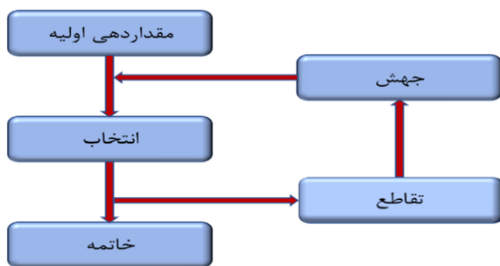 مقداردهی اولیه
جهش
انتخاب
تقاطع
خاتمه